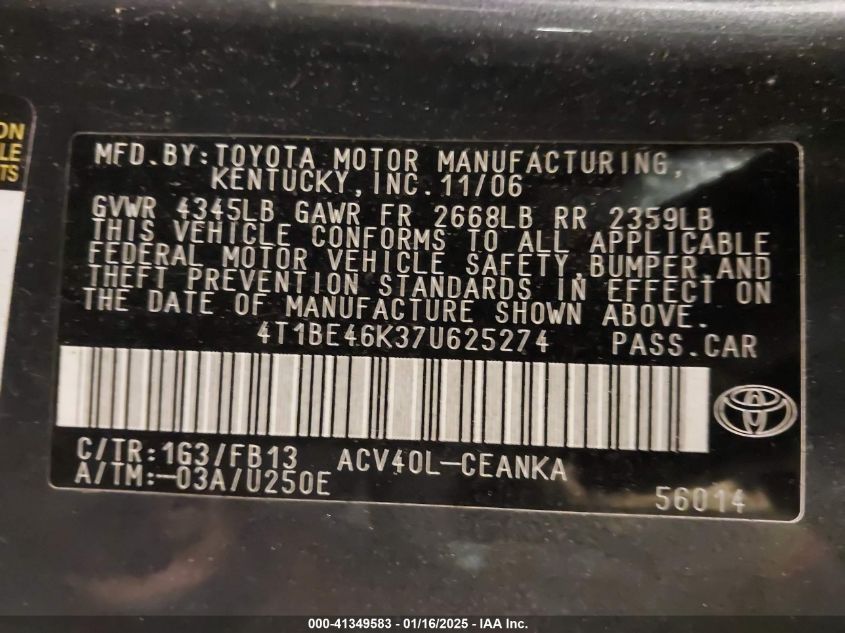 ON
LE
TS
MFD.BY:TOYOTA MOTOR MANUFACTURING,
KENTUCKY,INC.11/06
GVWR 4345LB GAWR FR 2668LB RR 2359LB
THIS VEHICLE CONFORMS TO ALL APPLICABLE
FEDERAL MOTOR VEHICLE SAFETY,BUMPER,AND
THEFT PREVENTION STANDARDS IN EFFECT ON
THE DATE OF MANUFACTURE SHOWN ABOVE.
4T1BE46K37U625274 PASS.CAR
C/TR:1G3/FB13 ACV40L-CEANKA
A/TM:-03A/U250E
56014
000-41349583 - 01/16/2025 - IAA Inc.